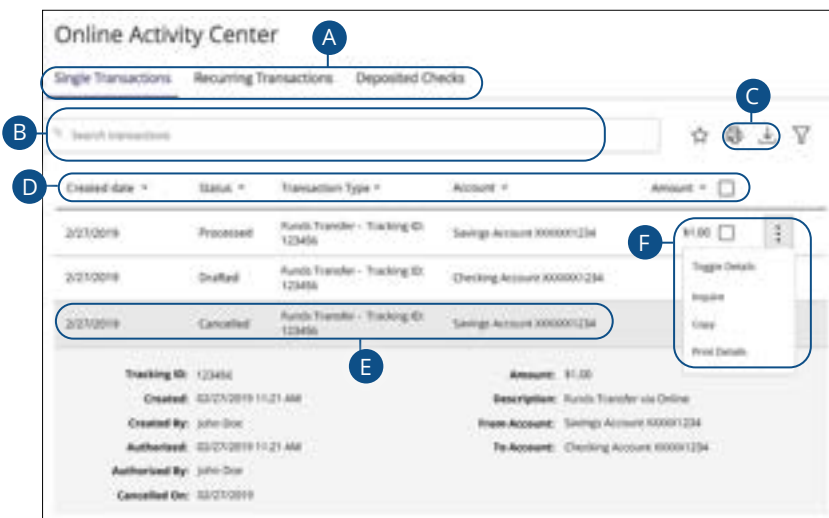 Online Activity Center
A
Single Transactions Recurring Transactions Deposited Checks
C
B
Search transactions
D
Created date Status Transaction Type Account Amount
2/27/2019 Processed Funds Transfer - Tracking ID: 123456 Savings Account XXXXXX1234 $1.00
F
2/27/2019 Drafted Funds Transfer - Tracking ID: 123456 Checking Account XXXXXX1234
Toggle Details
Inquire
Copy
Print Details
2/27/2019 Cancelled Funds Transfer - Tracking ID: 123456 Savings Account XXXXXX1234
E
Tracking ID: 123456 Amount: $1.00
Created: 02/27/2019 11:21 AM Description: Funds Transfer via Online
Created By: John Doe From Account: Savings Account XXXXXX1234
Authorized: 02/27/2019 11:21 AM To Account: Checking Account XXXXXX1234
Authorized By: John Doe
Cancelled On: 02/27/2019